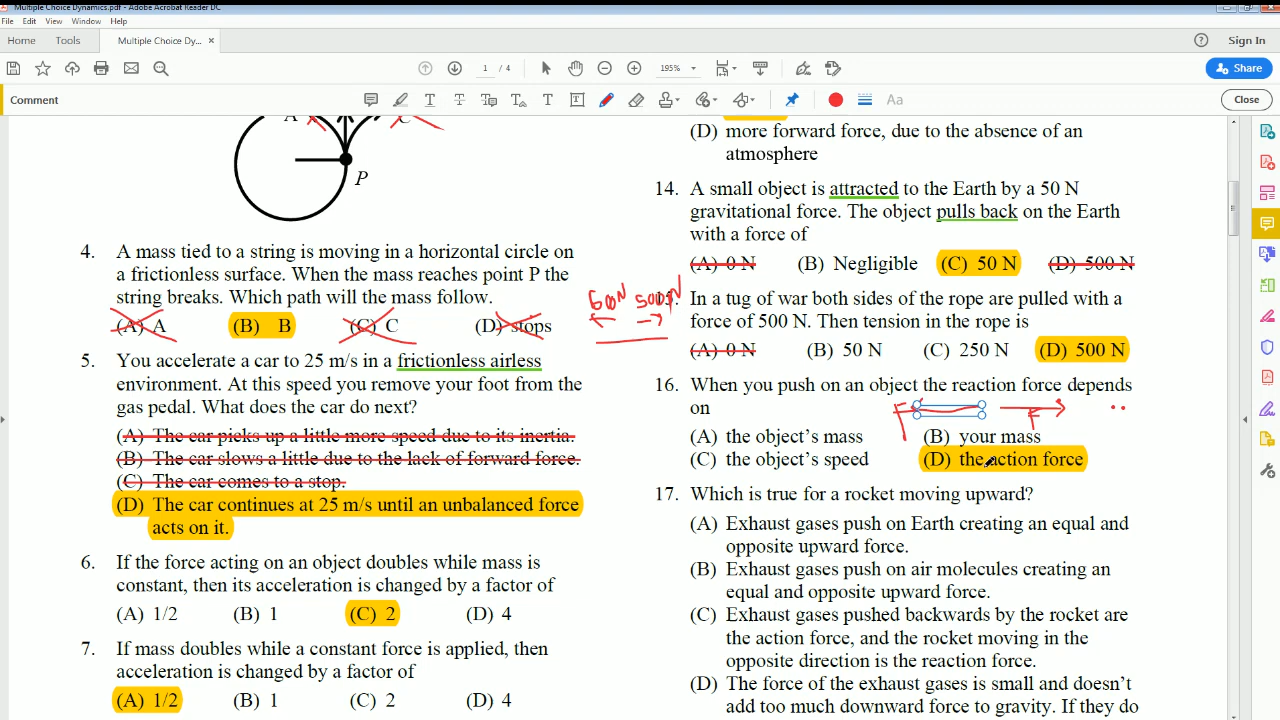 Multiple Choice Dynamics.pdf - Adobe Acrobat Reader DC
File Edit View Window Help
Home Tools Multiple Choice Dy... × ? Sign In
1 / 4 195% Share
Comment Aa Close
A C
P
4. A mass tied to a string is moving in a horizontal circle on
a frictionless surface. When the mass reaches point P the
string breaks. Which path will the mass follow.
(A) A (B) B (C) C (D) stops
5. You accelerate a car to 25 m/s in a frictionless airless
environment. At this speed you remove your foot from the
gas pedal. What does the car do next?
(A) The car picks up a little more speed due to its inertia.
(B) The car slows a little due to the lack of forward force.
(C) The car comes to a stop.
(D) The car continues at 25 m/s until an unbalanced force
acts on it.
6. If the force acting on an object doubles while mass is
constant, then its acceleration is changed by a factor of
(A) 1/2 (B) 1 (C) 2 (D) 4
7. If mass doubles while a constant force is applied, then
acceleration is changed by a factor of
(A) 1/2 (B) 1 (C) 2 (D) 4
(D) more forward force, due to the absence of an
atmosphere
14. A small object is attracted to the Earth by a 50 N
gravitational force. The object pulls back on the Earth
with a force of
(A) 0 N (B) Negligible (C) 50 N (D) 500 N
15. In a tug of war both sides of the rope are pulled with a
force of 500 N. Then tension in the rope is
(A) 0 N (B) 50 N (C) 250 N (D) 500 N
16. When you push on an object the reaction force depends
on
F F
(A) the object's mass (B) your mass
(C) the object's speed (D) the action force
17. Which is true for a rocket moving upward?
(A) Exhaust gases push on Earth creating an equal and
opposite upward force.
(B) Exhaust gases push on air molecules creating an
equal and opposite upward force.
(C) Exhaust gases pushed backwards by the rocket are
the action force, and the rocket moving in the
opposite direction is the reaction force.
(D) The force of the exhaust gases is small and doesn't
add too much downward force to gravity. If they do